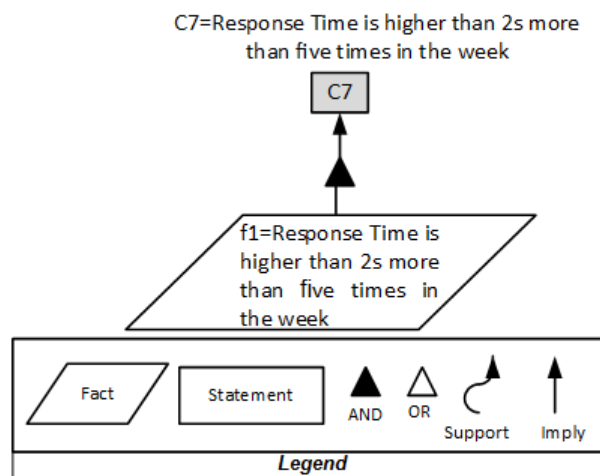 C7=Response Time is higher than 2s more
than five times in the week
C7
f1=Response Time is
higher than 2s more
than five times in
the week
Fact
Statement
AND
OR
Support
Imply
Legend